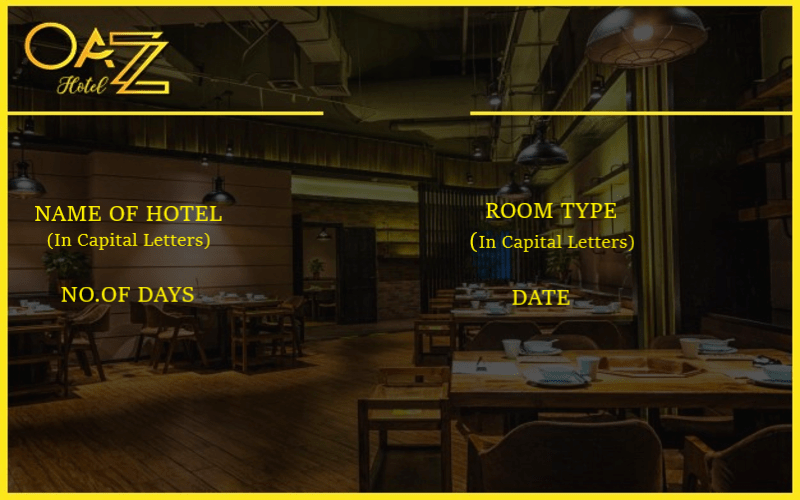 OAZZ
Hotel
NAME OF HOTEL
(In Capital Letters)
ROOM TYPE
(In Capital Letters)
NO.OF DAYS
DATE